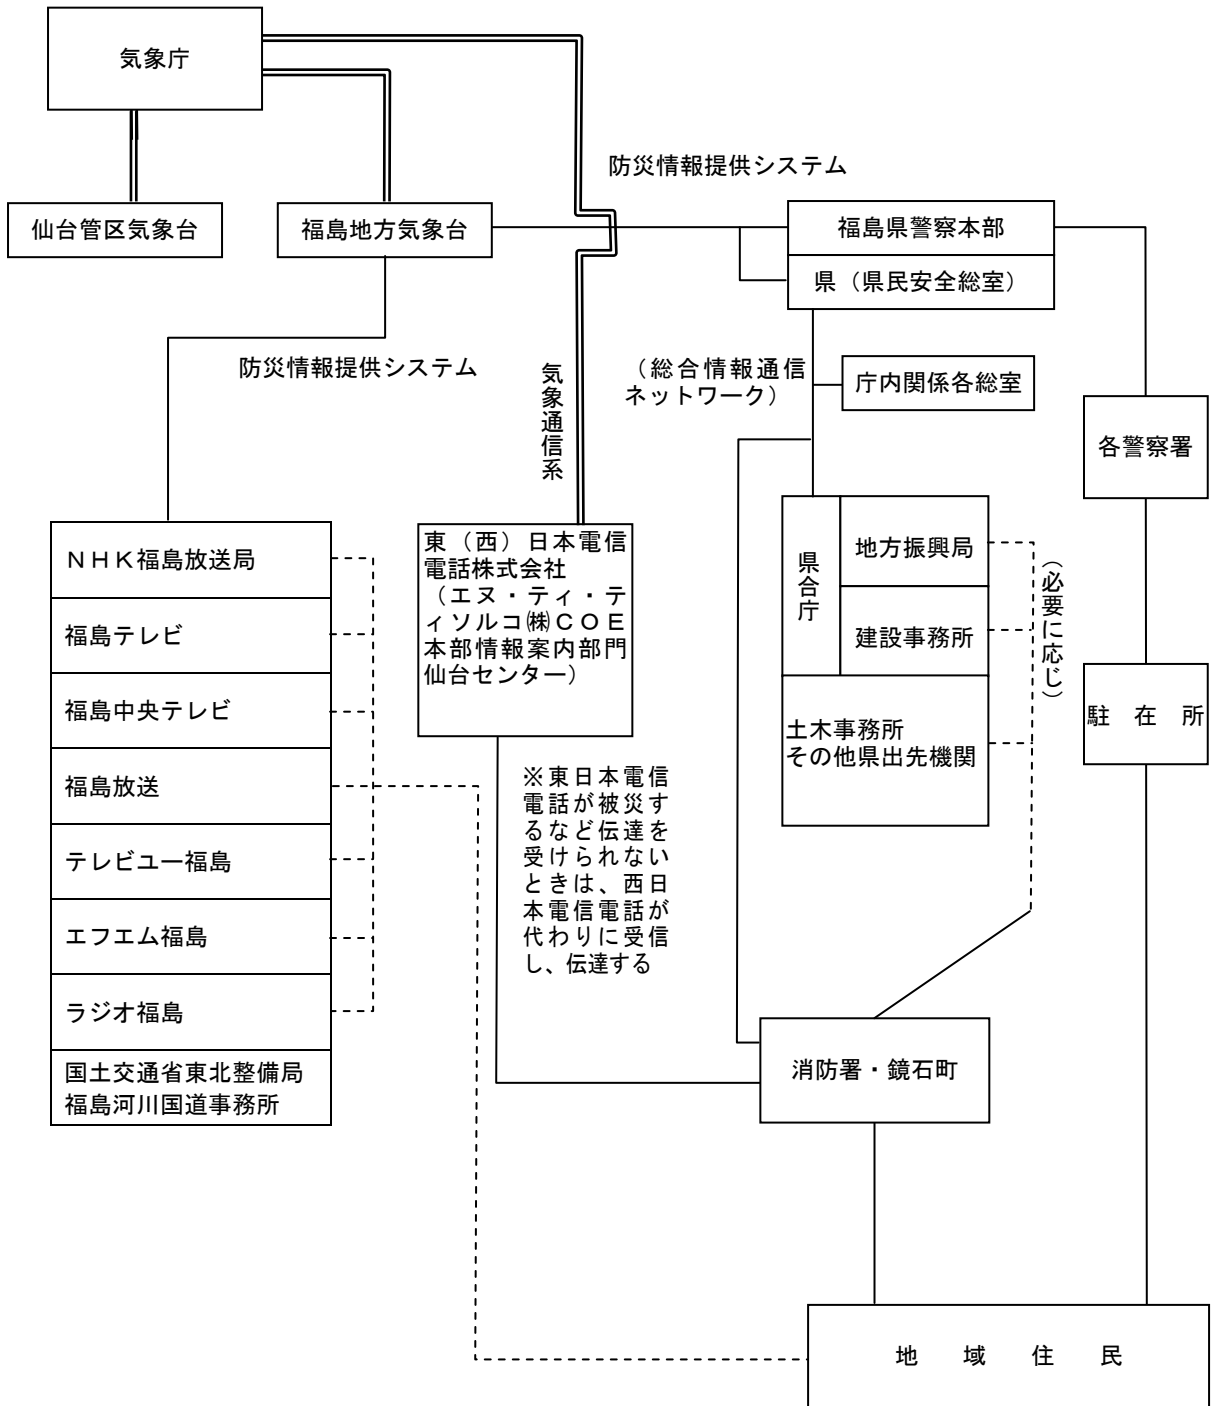 気象庁
防災情報提供システム
仙台管区気象台
福島地方気象台
福島県警察本部
県（県民安全総室）
防災情報提供システム
気象通信系
（総合情報通信
ネットワーク）
庁内関係各総室
各警察署
ＮＨＫ福島放送局
福島テレビ
福島中央テレビ
福島放送
テレビユー福島
エフエム福島
ラジオ福島
国土交通省東北整備局
福島河川国道事務所
東（西）日本電信
電話株式会社
（エヌ・ティ・テ
ィソルコ㈱ＣＯＥ
本部情報案内部門
仙台センター）
※東日本電信
電話が被災す
るなど伝達を
受けられない
ときは、西日
本電信電話が
代わりに受信
し、伝達する
県合庁
地方振興局
建設事務所
土木事務所
その他県出先機関
（必要に応じ）
駐　在　所
消防署・鏡石町
地　域　住　民